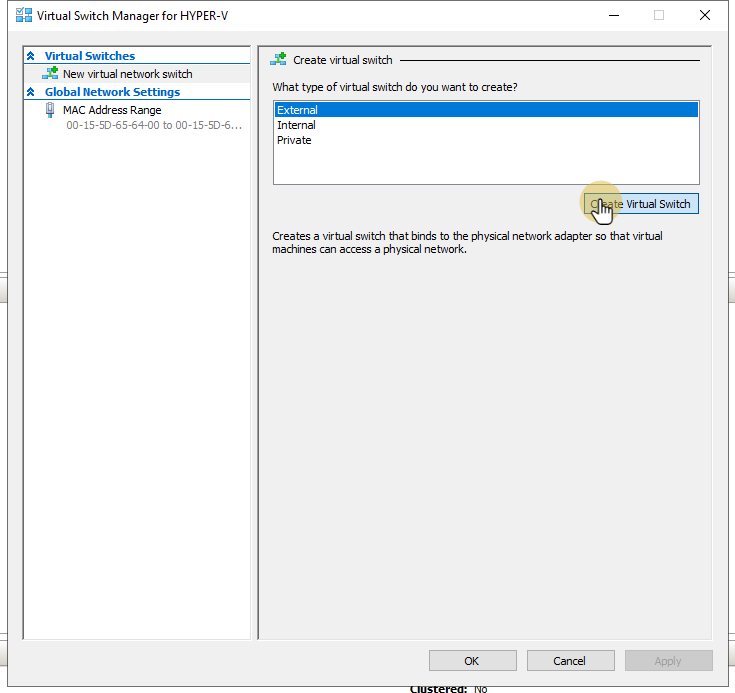 Virtual Switch Manager for HYPER-V
Virtual Switches
New virtual network switch
Global Network Settings
MAC Address Range
00-15-5D-65-64-00 to 00-15-5D-6...
Create virtual switch
What type of virtual switch do you want to create?
External
Internal
Private
Create Virtual Switch
Creates a virtual switch that binds to the physical network adapter so that virtual
machines can access a physical network.
OK
Cancel
Apply
Clustered: No